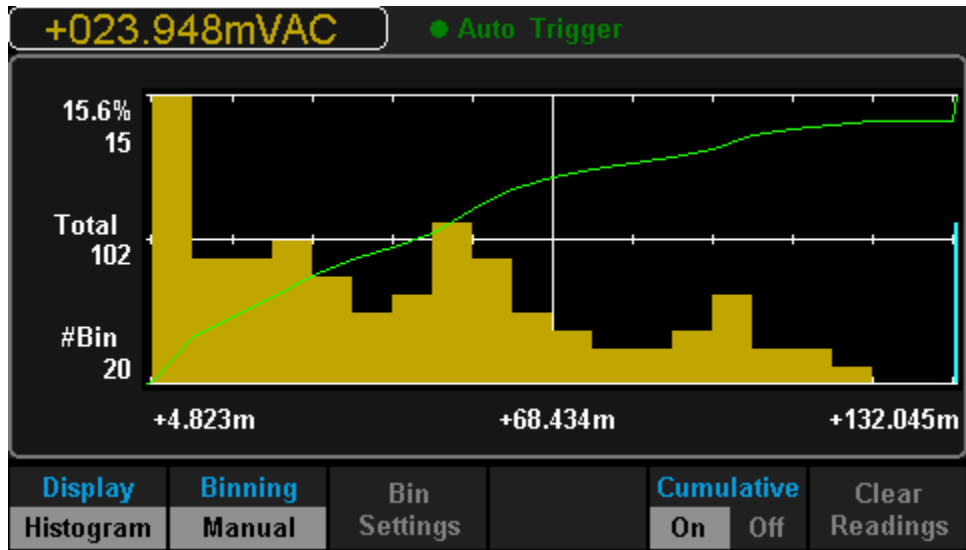 +023.948mVAC Auto Trigger
15.6%
15
Total
102
#Bin
20
+4.823m +68.434m +132.045m
Display Binning Bin Cumulative Clear
Histogram Manual Settings On Off Readings